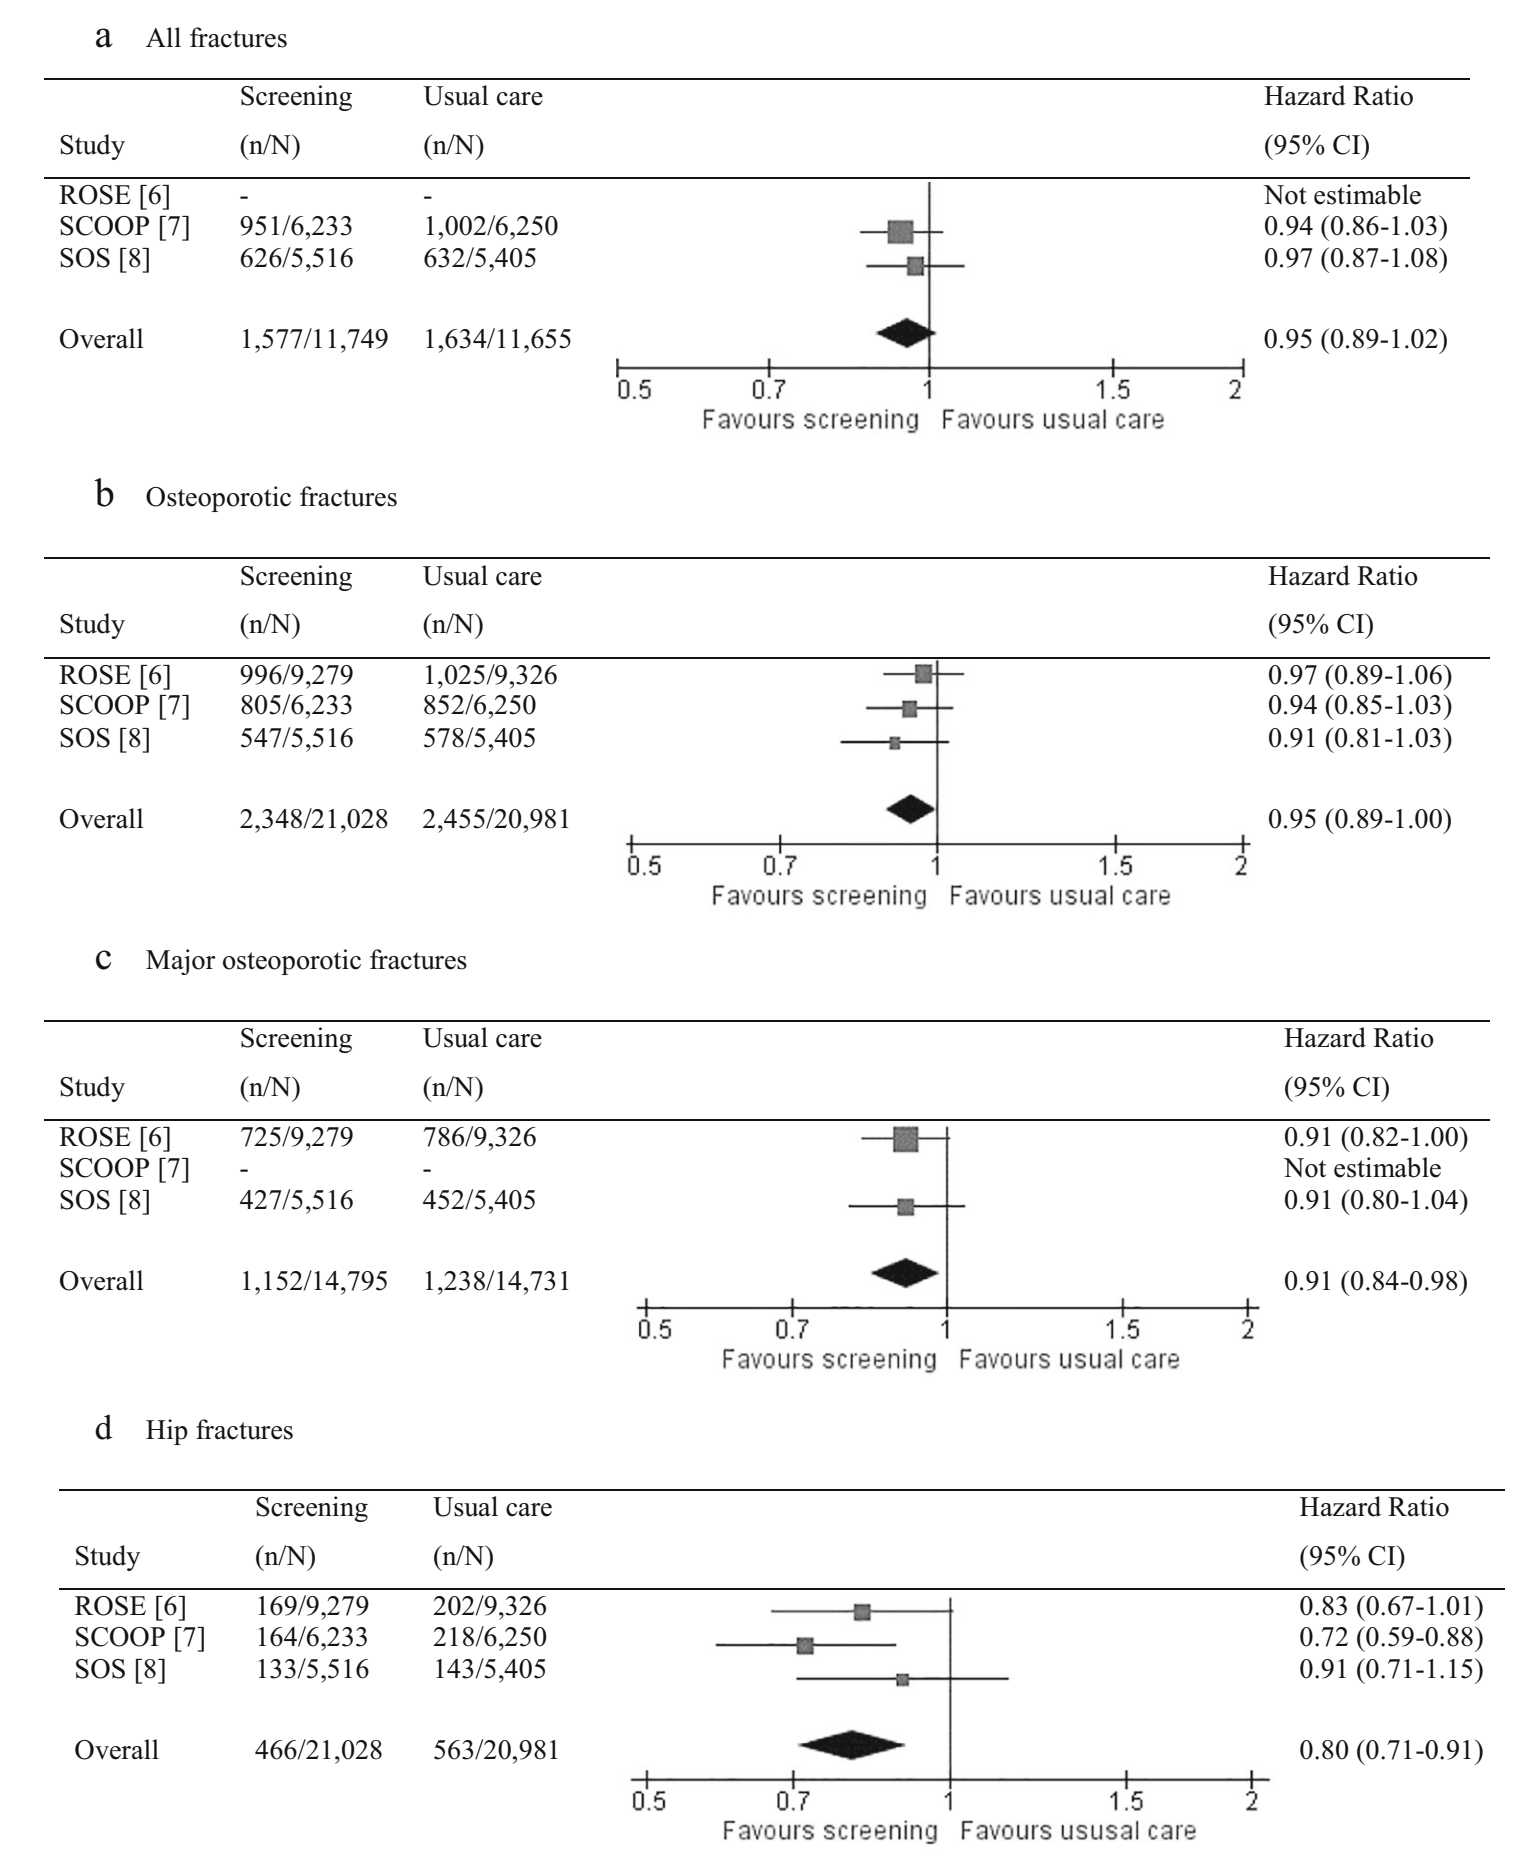 a All fractures
Screening Usual care Hazard Ratio
Study (n/N) (n/N) (95% CI)
ROSE [6] - - Not estimable
SCOOP [7] 951/6,233 1,002/6,250 0.94 (0.86-1.03)
SOS [8] 626/5,516 632/5,405 0.97 (0.87-1.08)
Overall 1,577/11,749 1,634/11,655 0.95 (0.89-1.02)
0.5 0.7 1 1.5 2
Favours screening Favours usual care
b Osteoporotic fractures
Screening Usual care Hazard Ratio
Study (n/N) (n/N) (95% CI)
ROSE [6] 996/9,279 1,025/9,326 0.97 (0.89-1.06)
SCOOP [7] 805/6,233 852/6,250 0.94 (0.85-1.03)
SOS [8] 547/5,516 578/5,405 0.91 (0.81-1.03)
Overall 2,348/21,028 2,455/20,981 0.95 (0.89-1.00)
0.5 0.7 1 1.5 2
Favours screening Favours usual care
c Major osteoporotic fractures
Screening Usual care Hazard Ratio
Study (n/N) (n/N) (95% CI)
ROSE [6] 725/9,279 786/9,326 0.91 (0.82-1.00)
SCOOP [7] - - Not estimable
SOS [8] 427/5,516 452/5,405 0.91 (0.80-1.04)
Overall 1,152/14,795 1,238/14,731 0.91 (0.84-0.98)
0.5 0.7 1 1.5 2
Favours screening Favours usual care
d Hip fractures
Screening Usual care Hazard Ratio
Study (n/N) (n/N) (95% CI)
ROSE [6] 169/9,279 202/9,326 0.83 (0.67-1.01)
SCOOP [7] 164/6,233 218/6,250 0.72 (0.59-0.88)
SOS [8] 133/5,516 143/5,405 0.91 (0.71-1.15)
Overall 466/21,028 563/20,981 0.80 (0.71-0.91)
0.5 0.7 1 1.5 2
Favours screening Favours ususal care